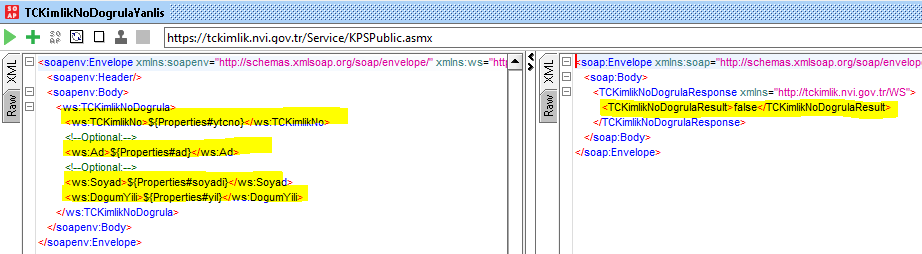 TCKimlikNoDogrulaYanlis
https://tckimlik.nvi.gov.tr/Service/KPSPublic.asmx
XML
Raw
<soapenv:Envelope xmlns:soapenv="http://schemas.xmlsoap.org/soap/envelope/" xmlns:ws="http
<soapenv:Header/>
<soapenv:Body>
<ws:TCKimlikNoDogrula>
<ws:TCKimlikNo>${Properties#ytcno}</ws:TCKimlikNo>
<!--Optional:-->
<ws:Ad>${Properties#ad}</ws:Ad>
<!--Optional:-->
<ws:Soyad>${Properties#soyadi}</ws:Soyad>
<ws:DogumYili>${Properties#yil}</ws:DogumYili>
</ws:TCKimlikNoDogrula>
</soapenv:Body>
</soapenv:Envelope>
XML
Raw
<soap:Envelope xmlns:soap="http://schemas.xmlsoap.org/soap/en
<soap:Body>
<TCKimlikNoDogrulaResponse xmlns="http://tckimlik.nvi.gov.tr/WS">
<TCKimlikNoDogrulaResult>false</TCKimlikNoDogrulaResult>
</TCKimlikNoDogrulaResponse>
</soap:Body>
</soap:Envelope>